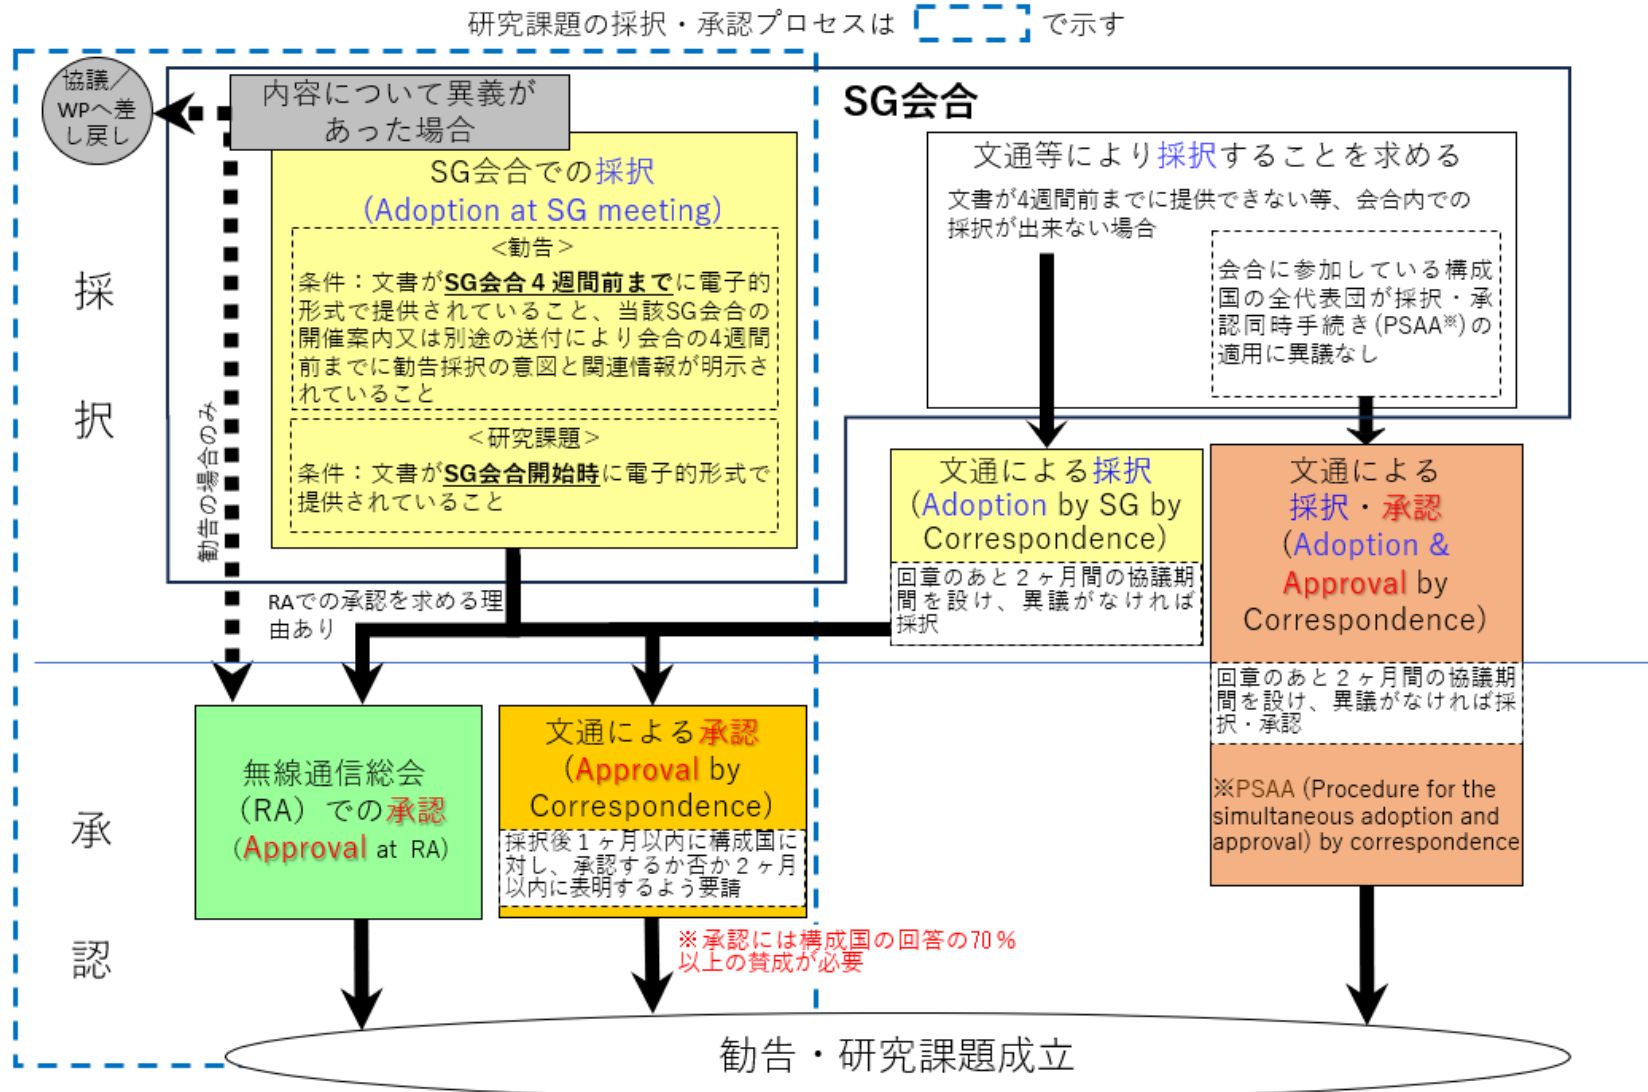 研究課題の採択・承認プロセスは で示す
協議／
WPへ差
し戻し
内容について異義が
あった場合
SG会合
採
択
SG会合での採択
(Adoption at SG meeting)
<勧告>
条件：文書がSG会合４週間前までに電子的
形式で提供されていること、当該SG会合の
開催案内又は別途の送付により会合の4週間
前までに勧告採択の意図と関連情報が明示さ
れていること
<研究課題>
条件：文書がSG会合開始時に電子的形式で
提供されていること
文通等により採択することを求める
文書が4週間前までに提供できない等、会合内での
採択が出来ない場合
会合に参加している構成
国の全代表団が採択・承
認同時手続き(PSAA※)の
適用に異議なし
勧告の場合のみ
RAでの承認を求める理
由あり
文通による採択
(Adoption by SG by
Correspondence)
回章のあと２ヶ月間の協議期
間を設け、異議がなければ
採択
文通による
採択・承認
(Adoption &
Approval by
Correspondence)
回章のあと２ヶ月間の協議期
間を設け、異議がなければ採
択・承認
※PSAA (Procedure for the
simultaneous adoption and
approval) by correspondence
承
認
無線通信総会
（RA）での承認
(Approval at RA)
文通による承認
(Approval by
Correspondence)
採択後１ヶ月以内に構成国に
対し、承認するか否か２ヶ月
以内に表明するよう要請
※承認には構成国の回答の70％
以上の賛成が必要
勧告・研究課題成立